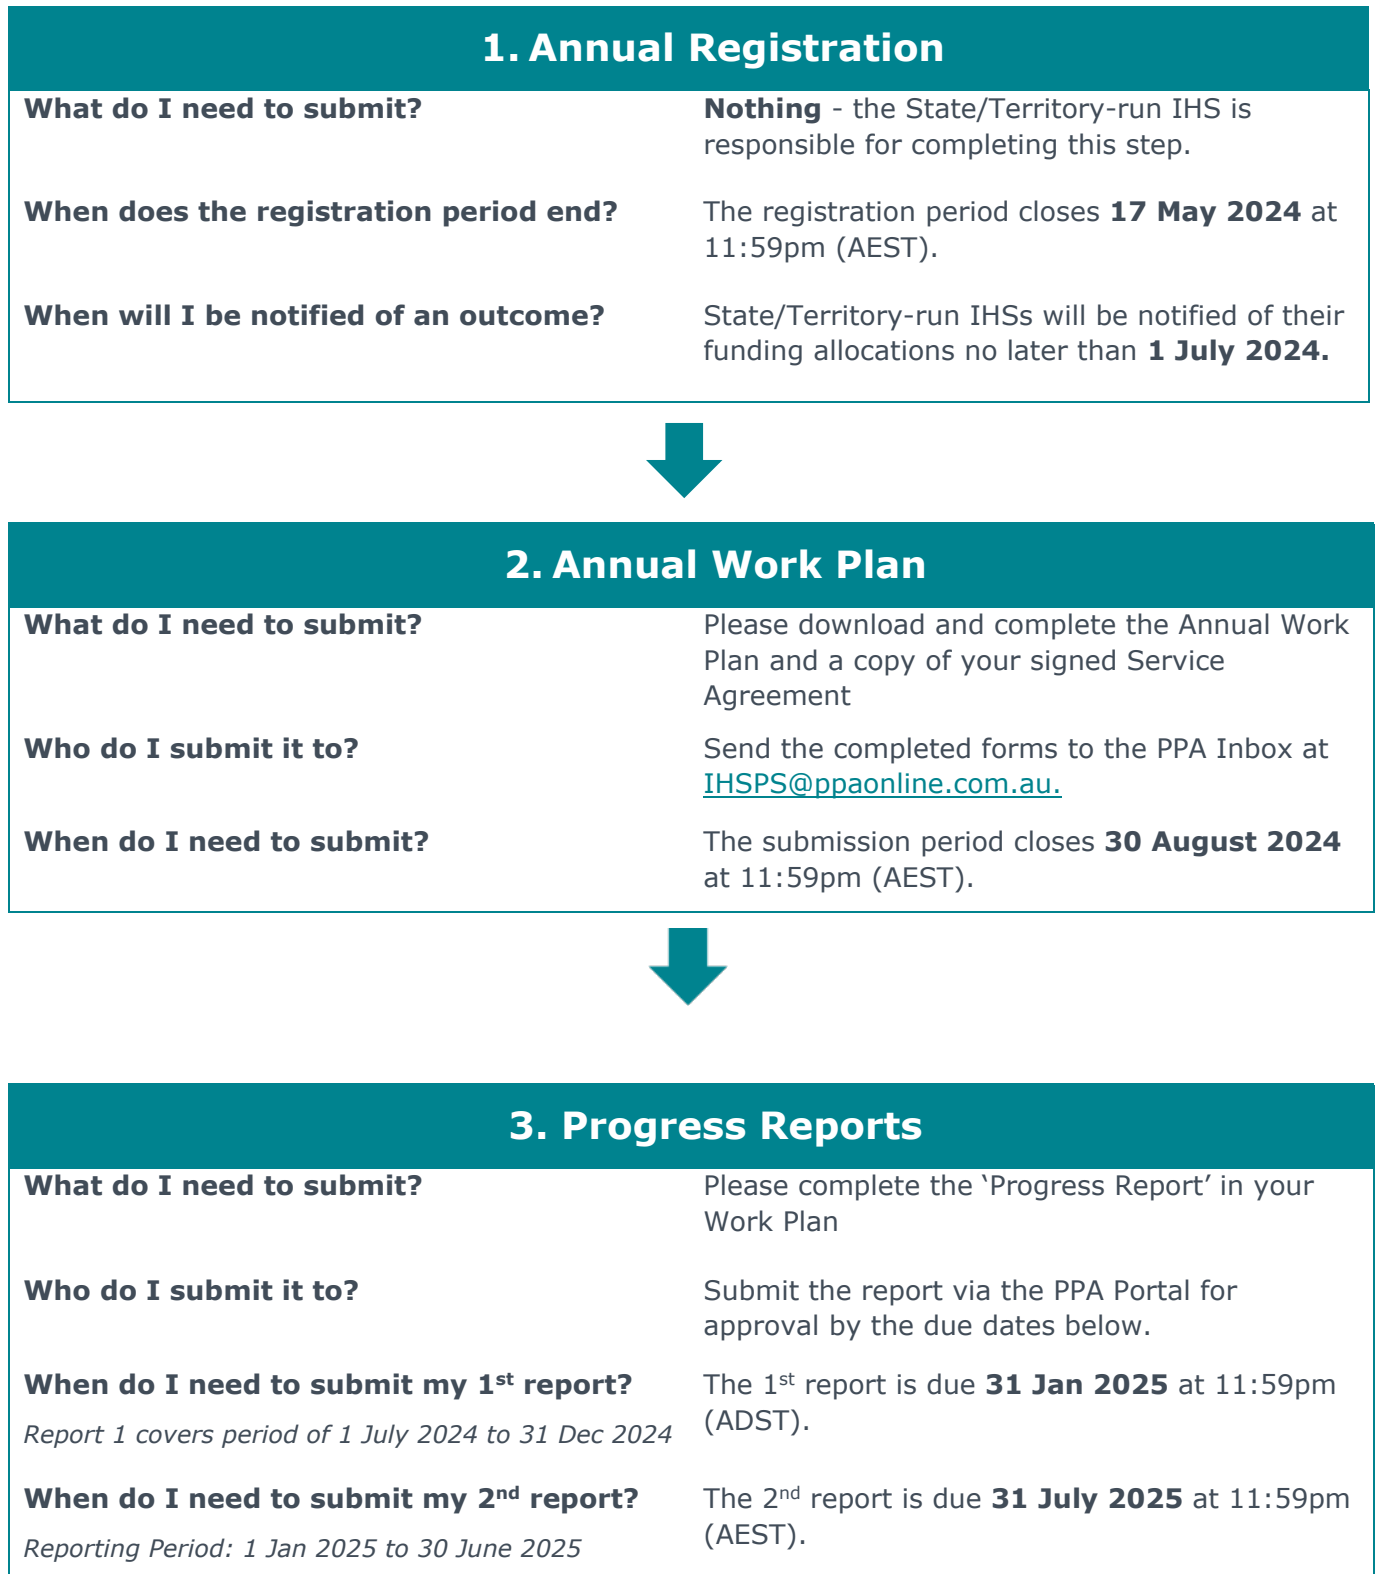 1. Annual Registration
What do I need to submit?
Nothing - the State/Territory-run IHS is
responsible for completing this step.
When does the registration period end?
The registration period closes 17 May 2024 at
11:59pm (AEST).
When will I be notified of an outcome?
State/Territory-run IHSs will be notified of their
funding allocations no later than 1 July 2024.
2. Annual Work Plan
What do I need to submit?
Please download and complete the Annual Work
Plan and a copy of your signed Service
Agreement
Who do I submit it to?
Send the completed forms to the PPA Inbox at
IHSPS@ppaonline.com.au.
When do I need to submit?
The submission period closes 30 August 2024
at 11:59pm (AEST).
3. Progress Reports
What do I need to submit?
Please complete the ‘Progress Report’ in your
Work Plan
Who do I submit it to?
Submit the report via the PPA Portal for
approval by the due dates below.
When do I need to submit my 1st report?
Report 1 covers period of 1 July 2024 to 31 Dec 2024
The 1st report is due 31 Jan 2025 at 11:59pm
(ADST).
When do I need to submit my 2nd report?
Reporting Period: 1 Jan 2025 to 30 June 2025
The 2nd report is due 31 July 2025 at 11:59pm
(AEST).